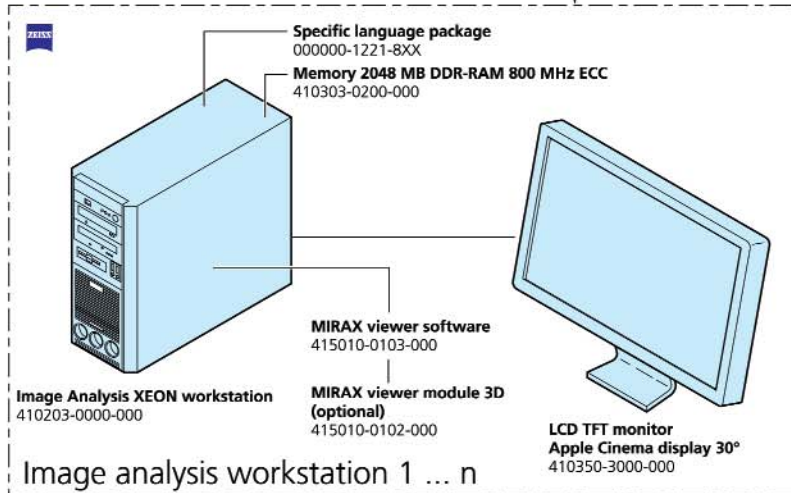 ZEISS
Specific language package
000000-1221-8XX
Memory 2048 MB DDR-RAM 800 MHz ECC
410303-0200-000
MIRAX viewer software
415010-0103-000
MIRAX viewer module 3D
(optional)
415010-0102-000
Image Analysis XEON workstation
410203-0000-000
LCD TFT monitor
Apple Cinema display 30°
410350-3000-000
Image analysis workstation 1 ... n